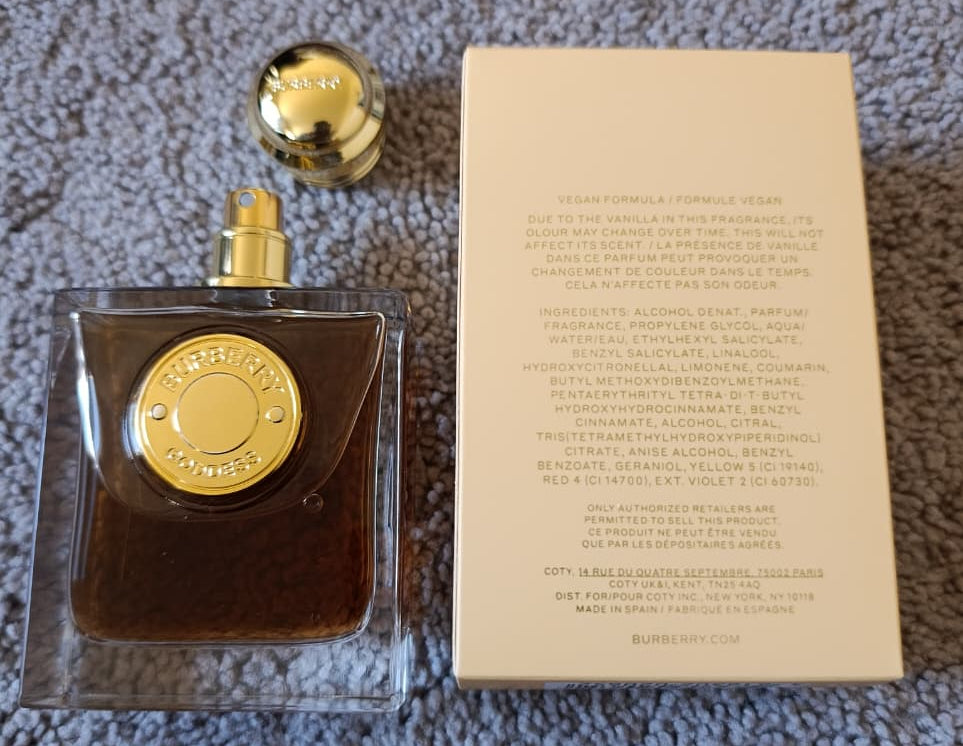 BURBERRY
BURBERRY
GODDESS
VEGAN FORMULA / FORMULE VEGAN
DUE TO THE VANILLA IN THIS FRAGRANCE, ITS
OLOUR MAY CHANGE OVER TIME. THIS WILL NOT
AFFECT ITS SCENT. / LA PRÉSENCE DE VANILLE
DANS CE PARFUM PEUT PROVOQUER UN
CHANGEMENT DE COULEUR DANS LE TEMPS.
CELA N'AFFECTE PAS SON ODEUR.
INGREDIENTS: ALCOHOL DENAT., PARFUM/
FRAGRANCE, PROPYLENE GLYCOL, AQUA/
WATER/EAU, ETHYLHEXYL SALICYLATE,
BENZYL SALICYLATE, LINALOOL,
HYDROXYCITRONELLAL, LIMONENE, COUMARIN,
BUTYL METHOXYDIBENZOYLMETHANE,
PENTAERYTHRITYL TETRA-DI-T-BUTYL
HYDROXYHYDROCINNAMATE, BENZYL
CINNAMATE, ALCOHOL, CITRAL,
TRIS(TETRAMETHYLHYDROXYPIPERIDINOL)
CITRATE, ANISE ALCOHOL, BENZYL
BENZOATE, GERANIOL, YELLOW 5 (CI 19140),
RED 4 (CI 14700), EXT. VIOLET 2 (CI 60730).
ONLY AUTHORIZED RETAILERS ARE
PERMITTED TO SELL THIS PRODUCT.
CE PRODUIT NE PEUT ÊTRE VENDU
QUE PAR LES DÉPOSITAIRES AGRÉÉS.
COTY, 14 RUE DU QUATRE SEPTEMBRE, 75002 PARIS
COTY UK&I, KENT, TN25 4AQ
DIST. FOR/POUR COTY INC., NEW YORK, NY 10118
MADE IN SPAIN / FABRIQUÉ EN ESPAGNE
BURBERRY.COM